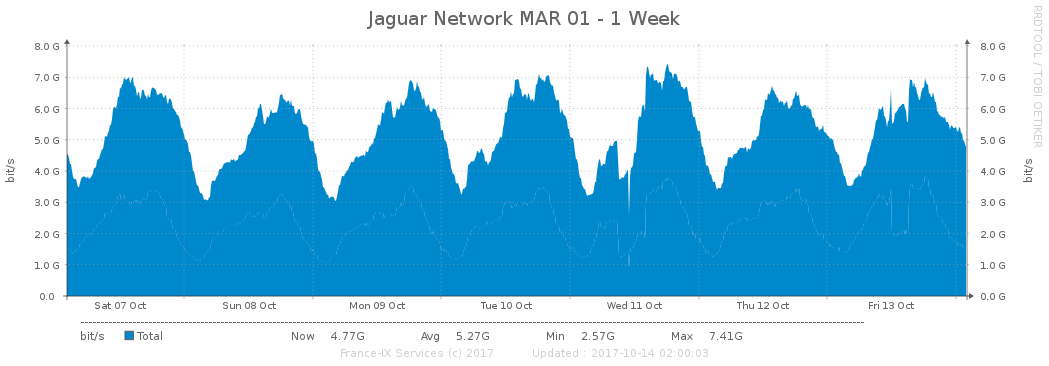 Jaguar Network MAR 01 - 1 Week
RRDTOOL / TOBI OETIKER
bit/s
bit/s
8.0 G 8.0 G
7.0 G 7.0 G
6.0 G 6.0 G
5.0 G 5.0 G
4.0 G 4.0 G
3.0 G 3.0 G
2.0 G 2.0 G
1.0 G 1.0 G
0.0 0.0 G
Sat 07 Oct Sun 08 Oct Mon 09 Oct Tue 10 Oct Wed 11 Oct Thu 12 Oct Fri 13 Oct
bit/s Total Now 4.77G Avg 5.27G Min 2.57G Max 7.41G
France-IX Services (c) 2017 Updated : 2017-10-14 02:00:03